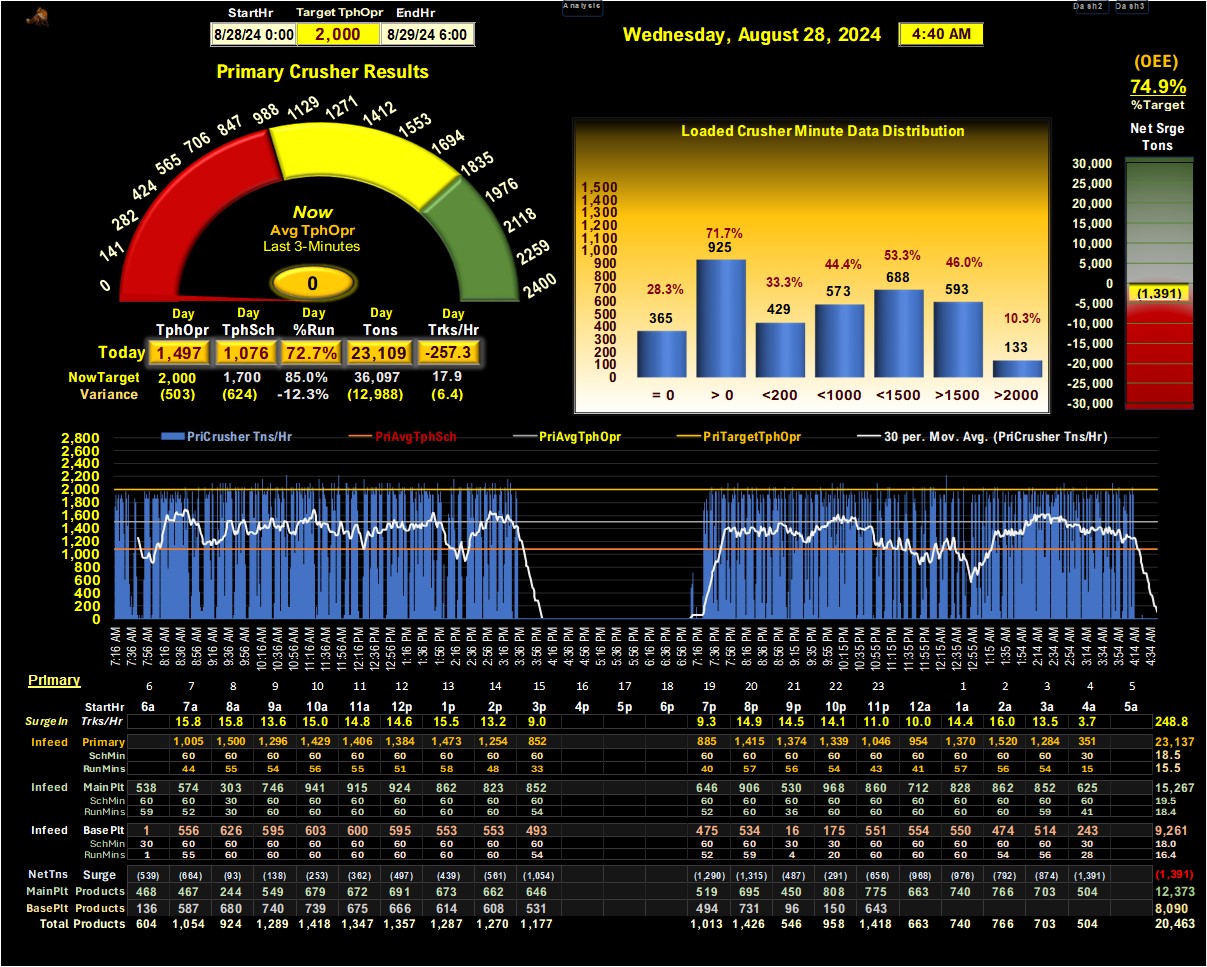 Analysis
Dash2 Dash3
StartHr Target TphOpr EndHr
8/28/24 0:00 2,000 8/29/24 6:00
Wednesday, August 28, 2024 4:40 AM
(OEE)
74.9%
%Target
Primary Crusher Results
0 141 282 424 565 706 847 988 1129 1271 1412 1553 1694 1835 1976 2118 2259 2400
Now
Avg TphOpr
Last 3-Minutes
0
Day Day Day Day Day
TphOpr TphSch %Run Tons Trks/Hr
Today 1,497 1,076 72.7% 23,109 -257.3
NowTarget 2,000 1,700 85.0% 36,097 17.9
Variance (503) (624) -12.3% (12,988) (6.4)
Loaded Crusher Minute Data Distribution
1,500
1,400
1,300
1,200
1,100
1,000
900
800
700
600
500
400
300
200
100
0
28.3% 71.7% 33.3% 44.4% 53.3% 46.0% 10.3%
365 925 429 573 688 593 133
= 0 > 0 <200 <1000 <1500 >1500 >2000
Net Srge
Tons
30,000
25,000
20,000
15,000
10,000
5,000
0
(1,391)
-5,000
-10,000
-15,000
-20,000
-25,000
-30,000
PriCrusher Tns/Hr PriAvgTphSch PriAvgTphOpr PriTargetTphOpr 30 per. Mov. Avg. (PriCrusher Tns/Hr)
2,800
2,600
2,400
2,200
2,000
1,800
1,600
1,400
1,200
1,000
800
600
400
200
0
7:16 AM 7:36 AM 7:56 AM 8:16 AM 8:36 AM 8:56 AM 9:16 AM 9:36 AM 9:56 AM 10:16 AM 10:36 AM 10:56 AM 11:16 AM 11:36 AM 11:56 AM 12:16 PM 12:36 PM 12:56 PM 1:16 PM 1:36 PM 1:56 PM 2:16 PM 2:36 PM 2:56 PM 3:16 PM 3:36 PM 3:56 PM 4:16 PM 4:36 PM 4:56 PM 5:16 PM 5:36 PM 5:56 PM 6:16 PM 6:36 PM 6:56 PM 7:16 PM 7:36 PM 7:56 PM 8:16 PM 8:36 PM 8:56 PM 9:15 PM 9:35 PM 9:55 PM 10:15 PM 10:55 PM 11:15 PM 11:35 PM 11:55 PM 12:15 AM 12:35 AM 12:55 AM 1:15 AM 1:34 AM 1:54 AM 2:14 AM 2:34 AM 2:54 AM 3:14 AM 3:34 AM 3:54 AM 4:14 AM 4:34 AM
Primary
6 7 8 9 10 11 12 13 14 15 16 17 18 19 20 21 22 23 1 2 3 4 5
StartHr 6a 7a 8a 9a 10a 11a 12p 1p 2p 3p 4p 5p 6p 7p 8p 9p 10p 11p 12a 1a 2a 3a 4a 5a
SurgeIn Trks/Hr 15.8 15.8 13.6 15.0 14.8 14.6 15.5 13.2 9.0 9.3 14.9 14.5 14.1 11.0 10.0 14.4 16.0 13.5 3.7 248.8
Infeed Primary 1,005 1,500 1,296 1,429 1,406 1,384 1,473 1,254 852 885 1,415 1,374 1,339 1,046 954 1,370 1,520 1,284 351 23,137
SchMin 60 60 60 60 60 60 60 60 60 60 60 60 60 60 60 60 60 60 30 18.5
RunMins 44 55 54 56 55 51 58 48 33 40 57 56 54 43 41 57 56 54 15 15.5
Infeed MainPlt 538 574 303 746 941 915 924 862 823 852 646 906 530 968 860 712 828 862 852 625 15,267
SchMin 60 60 30 60 60 60 60 60 60 60 60 60 60 60 60 60 60 60 60 60 19.5
RunMins 59 52 30 60 60 60 60 60 60 54 52 60 36 60 60 60 60 60 59 41 18.4
Infeed BasePlt 1 556 626 595 603 600 595 553 553 493 475 534 16 175 551 554 550 474 514 243 9,261
SchMin 30 60 60 60 60 60 60 60 60 60 60 60 30 30 60 60 60 60 60 30 18.0
RunMins 1 55 60 60 60 60 60 60 60 54 52 59 4 20 60 60 60 54 56 28 16.4
NetTns Surge (539) (664) (93) (138) (253) (362) (497) (439) (561) (1,054) (1,290) (1,315) (487) (291) (656) (968) (976) (792) (874) (1,391) (1,391)
MainPlt Products 468 467 244 549 679 672 691 673 662 646 519 695 450 808 775 663 740 766 703 504 12,373
BasePlt Products 136 587 680 740 739 675 666 614 608 531 494 731 96 150 643 8,090
Total Products 604 1,054 924 1,289 1,418 1,347 1,357 1,287 1,270 1,177 1,013 1,426 546 958 1,418 663 740 766 703 504 20,463